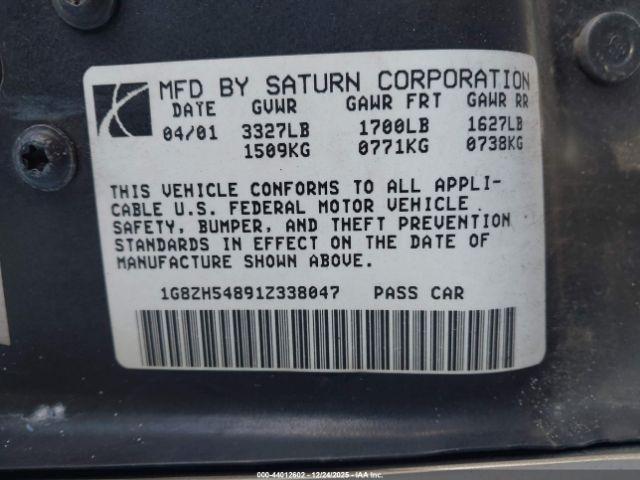 MFD BY SATURN CORPORATION
DATE GVWR GAWR FRT GAWR RR
04/01 3327LB 1700LB 1627LB
1509KG 0771KG 0738KG
THIS VEHICLE CONFORMS TO ALL APPLI-
CABLE U.S. FEDERAL MOTOR VEHICLE
SAFETY, BUMPER, AND THEFT PREVENTION
STANDARDS IN EFFECT ON THE DATE OF
MANUFACTURE SHOWN ABOVE.
1G8ZH54891Z338047 PASS CAR
000-44012602 - 12/24/2025 - IAAI, Inc.